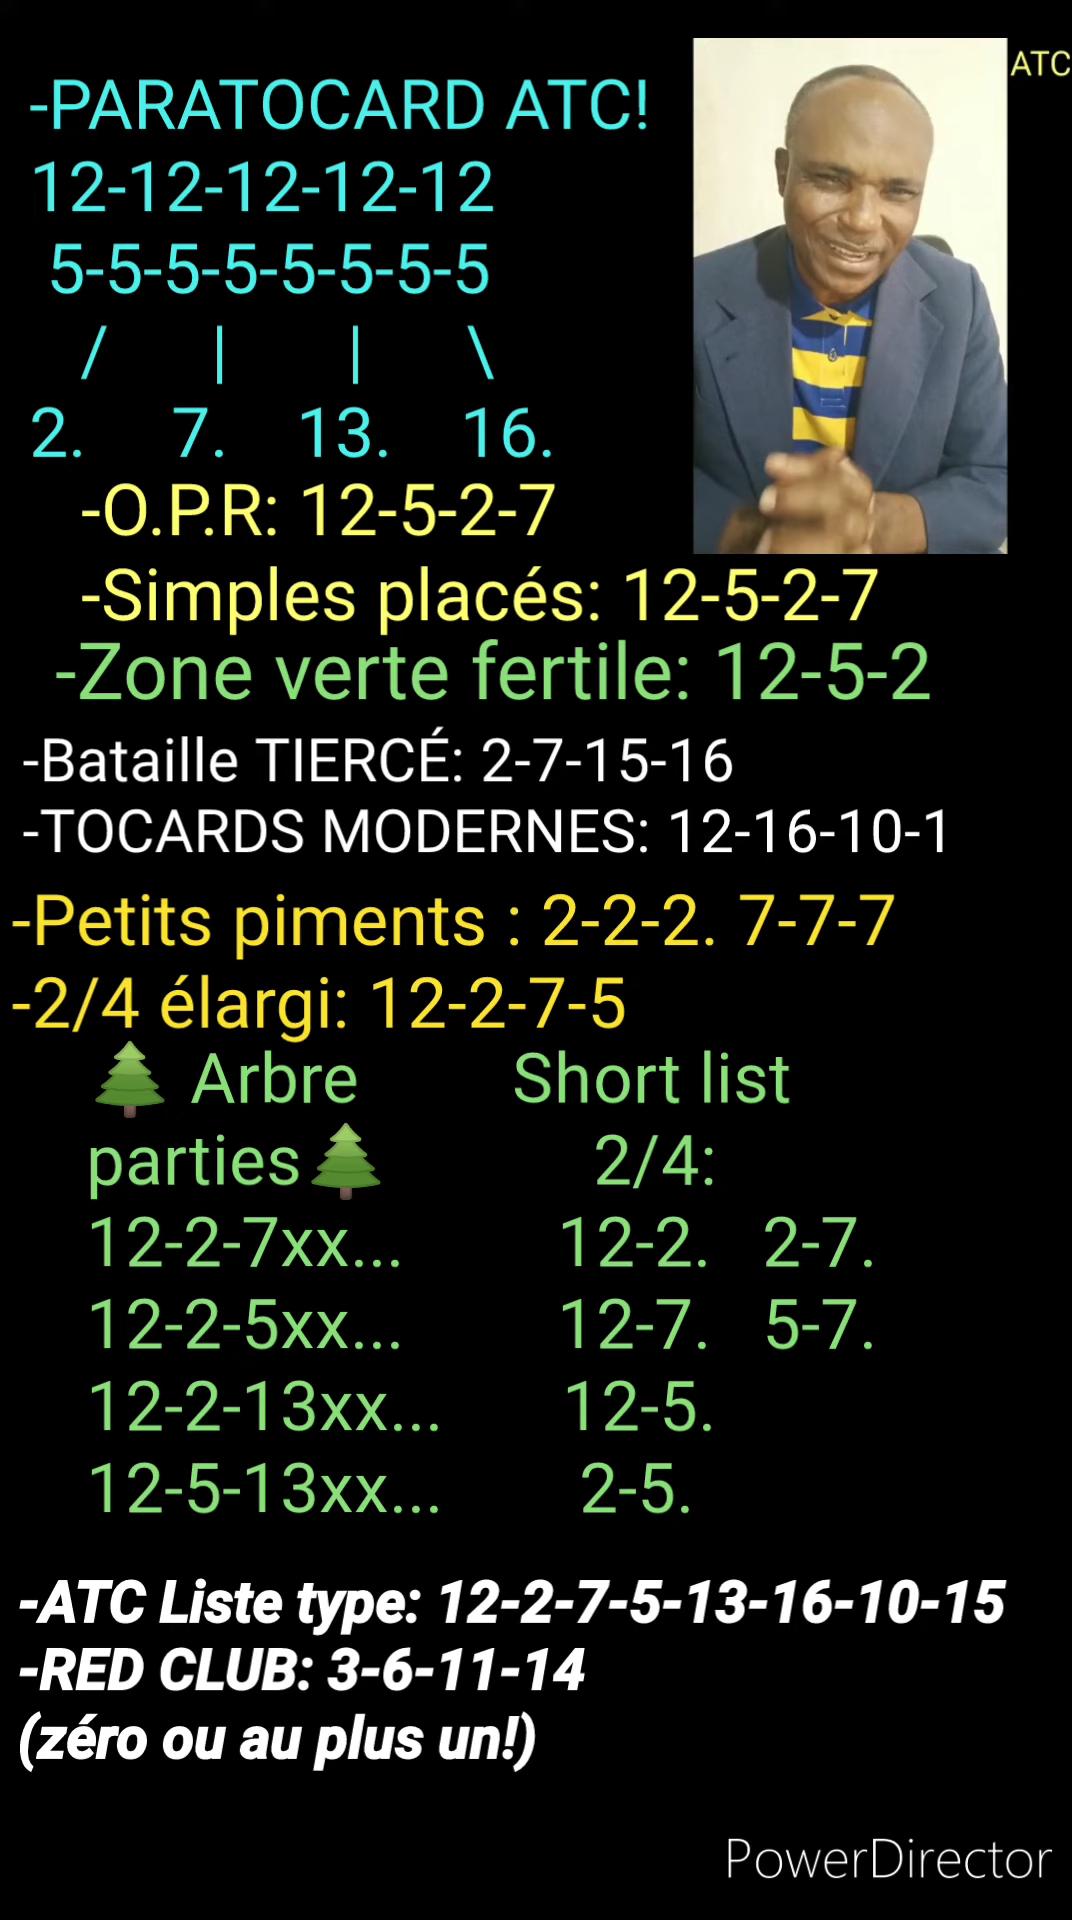 -PARATOCARD ATC!
ATC
12-12-12-12-12
5-5-5-5-5-5-5-5
/ | | \
2. 7. 13. 16.
-O.P.R: 12-5-2-7
-Simples placés: 12-5-2-7
-Zone verte fertile: 12-5-2
-Bataille TIERCÉ: 2-7-15-16
-TOCARDS MODERNES: 12-16-10-1
-Petits piments : 2-2-2. 7-7-7
-2/4 élargi: 12-2-7-5
🌲 Arbre
parties🌲
12-2-7xx...
12-2-5xx...
12-2-13xx...
12-5-13xx...
Short list
2/4:
12-2. 2-7.
12-7. 5-7.
12-5.
2-5.
-ATC Liste type: 12-2-7-5-13-16-10-15
-RED CLUB: 3-6-11-14
(zéro ou au plus un!)
PowerDirector